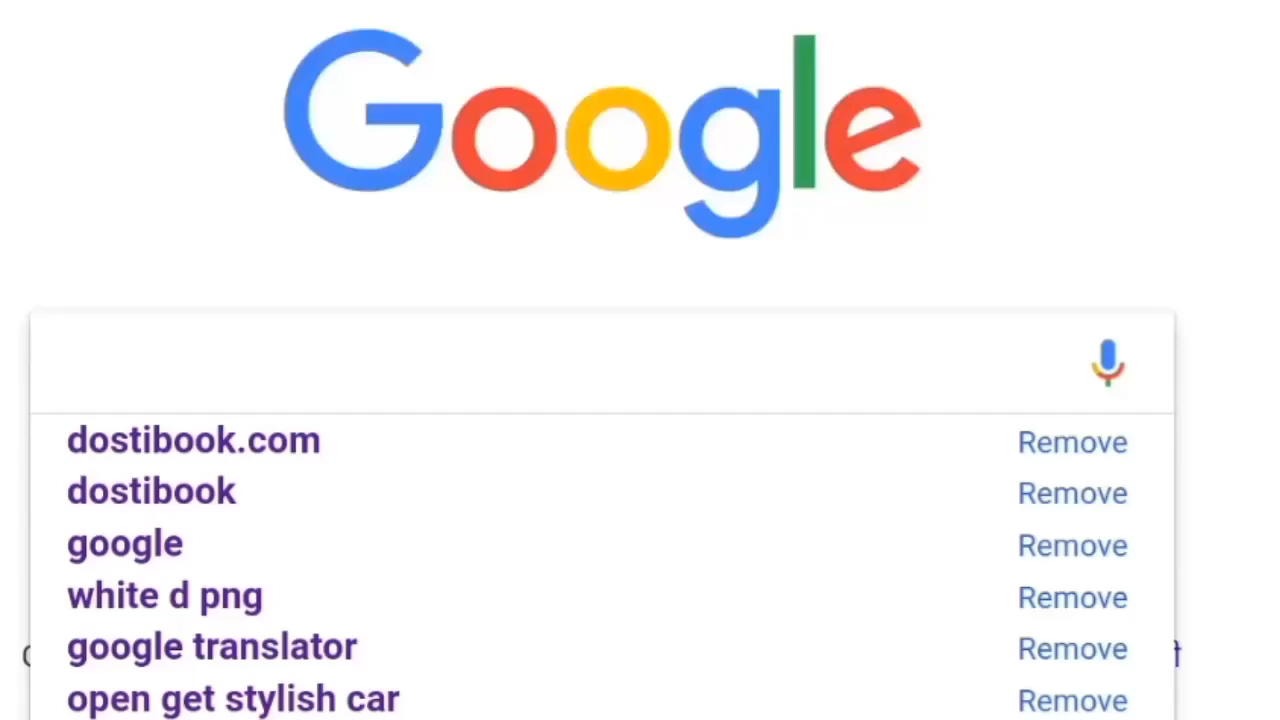 Google
dostibook.com Remove
dostibook Remove
google Remove
white d png Remove
google translator Remove
open get stylish car Remove